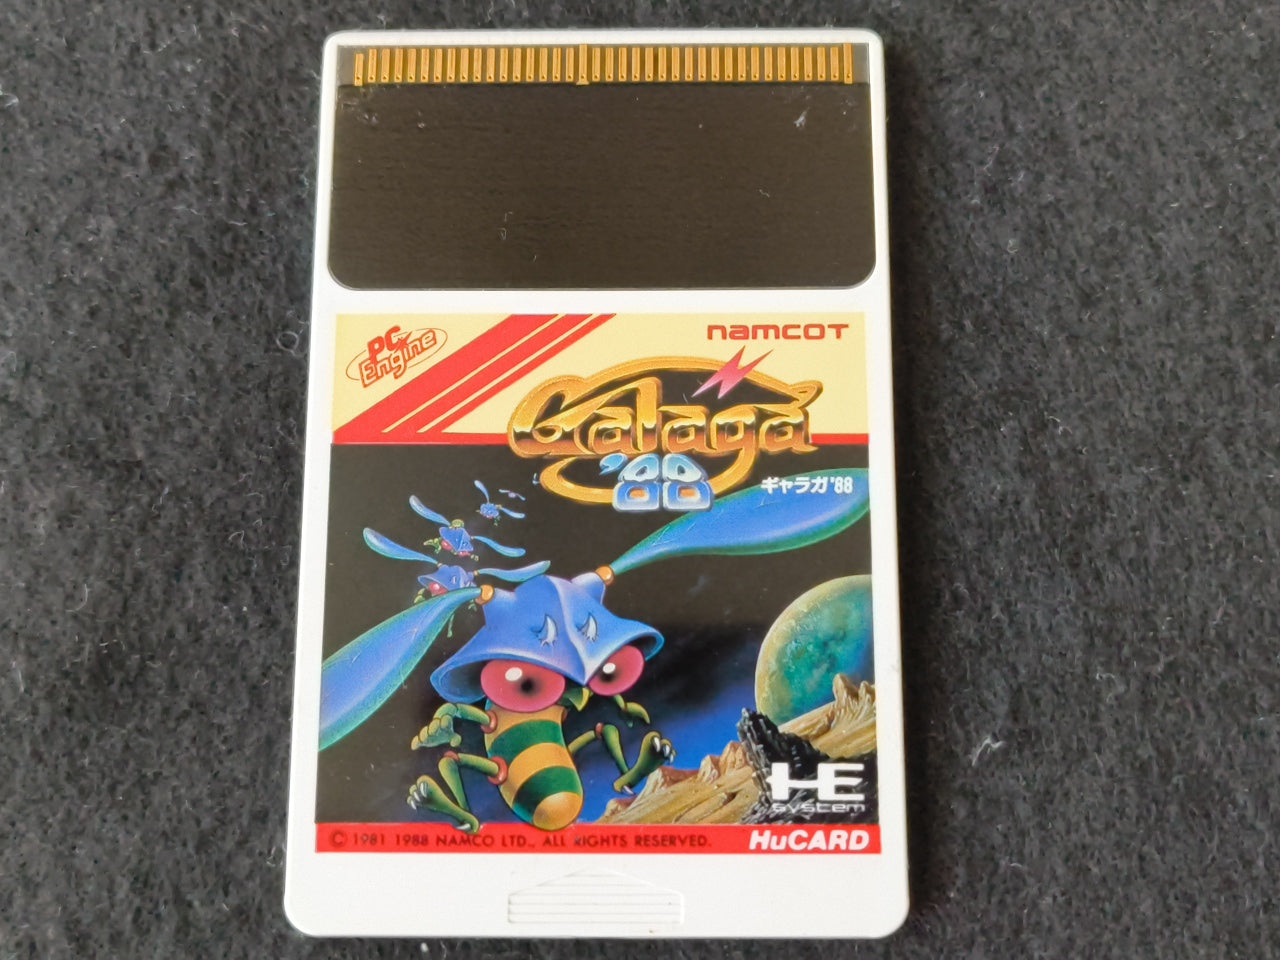 PC Engine
namcot
Galaga
'88
ギャラガ'88
HE
system
© 1981 1988 NAMCO LTD., ALL RIGHTS RESERVED.
HuCARD